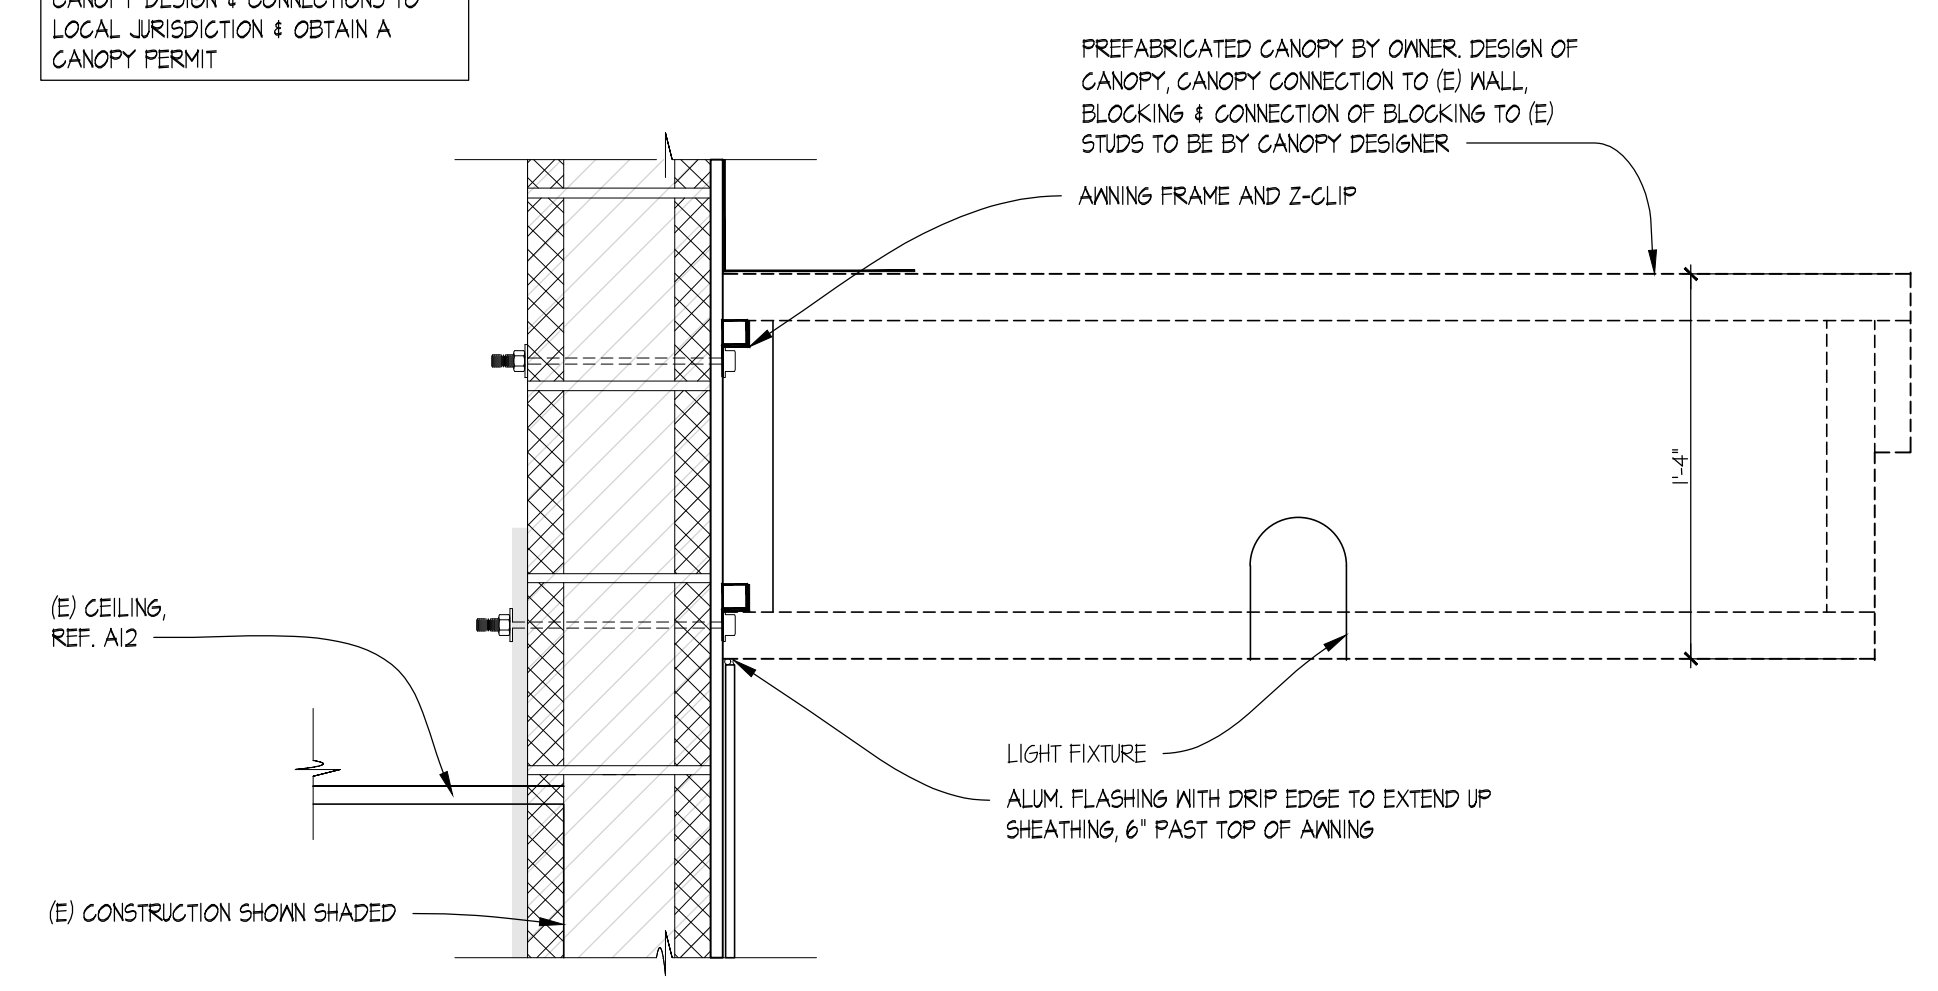 CANOPY DESIGN & CONNECTIONS TO
LOCAL JURISDICTION & OBTAIN A
CANOPY PERMIT
PREFABRICATED CANOPY BY OWNER. DESIGN OF
CANOPY, CANOPY CONNECTION TO (E) WALL,
BLOCKING & CONNECTION OF BLOCKING TO (E)
STUDS TO BE BY CANOPY DESIGNER
AWNING FRAME AND Z-CLIP
1'-4"
(E) CEILING,
REF. A12
LIGHT FIXTURE
ALUM. FLASHING WITH DRIP EDGE TO EXTEND UP
SHEATHING, 6" PAST TOP OF AWNING
(E) CONSTRUCTION SHOWN SHADED